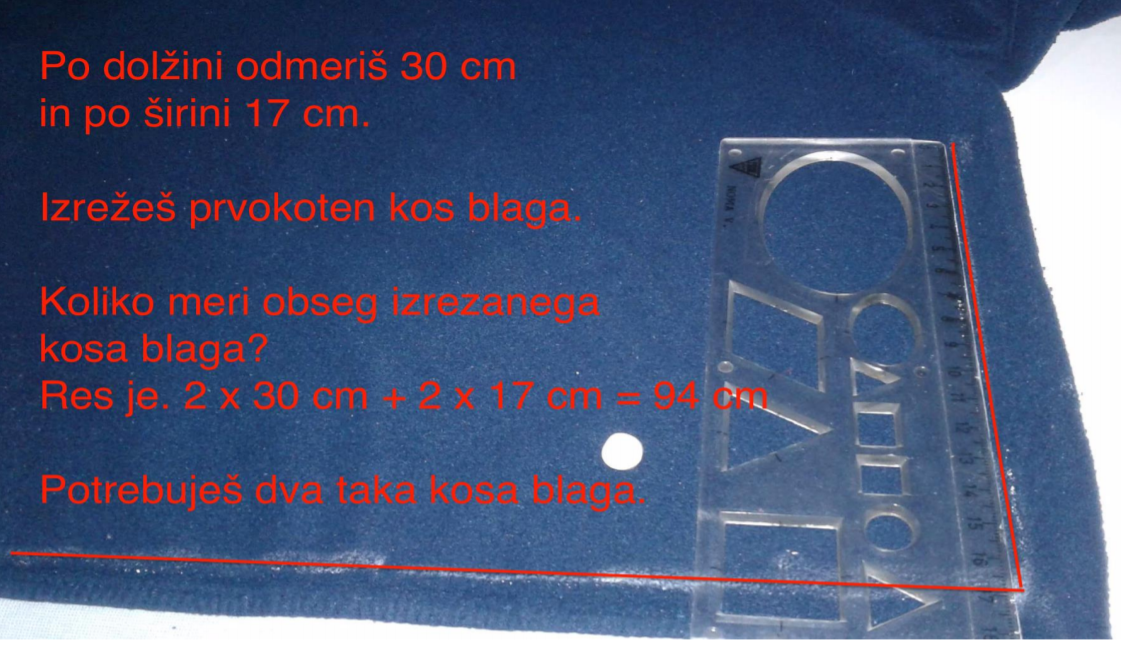 Po dolžini odmeriš 30 cm
in po širini 17 cm.
Izrežeš prvokoten kos blaga.
Koliko meri obseg izrezanega
kosa blaga?
Res je. 2 x 30 cm + 2 x 17 cm = 94 cm
Potrebuješ dva taka kosa blaga.